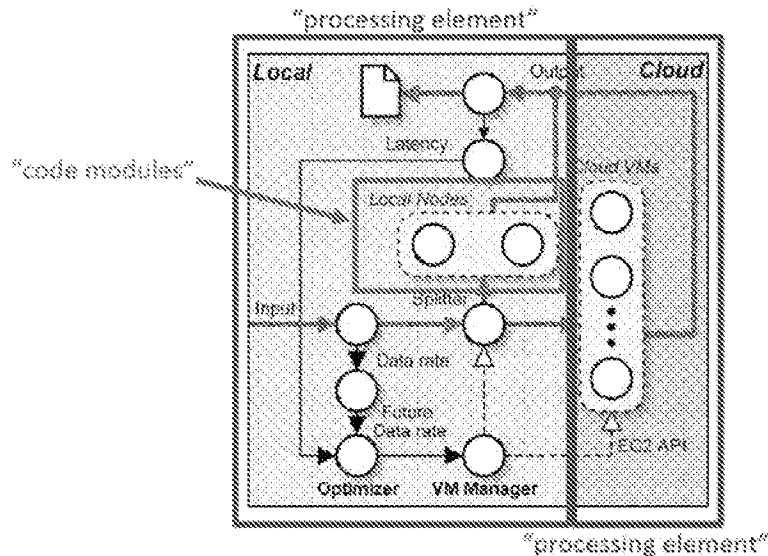 "processing element"
Local
Output
Cloud
Latency
"code modules"
Cloud VMs
Local Nodes
Splitter
Input
Data rate
Future
Data rate
EC2 API
Optimizer
VM Manager
"processing element"